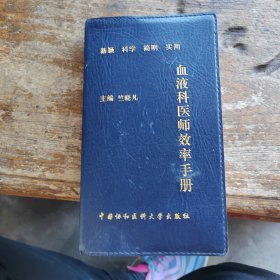 新颖 科学 简明 实用
血液科医师效率手册
主编 竺晓凡
中国协和医科大学出版社